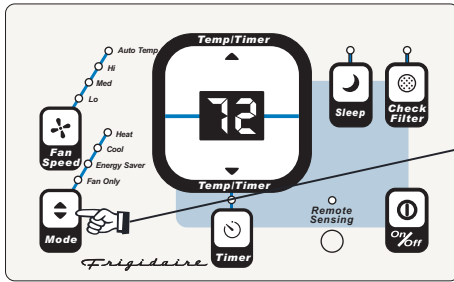 Temp/Timer
Auto Temp
Hi
Med
Lo
Fan Speed
72
Sleep
Check Filter
Heat
Cool
Energy Saver
Fan Only
Mode
Temp/Timer
Timer
Remote Sensing
On/Off
Frigidaire